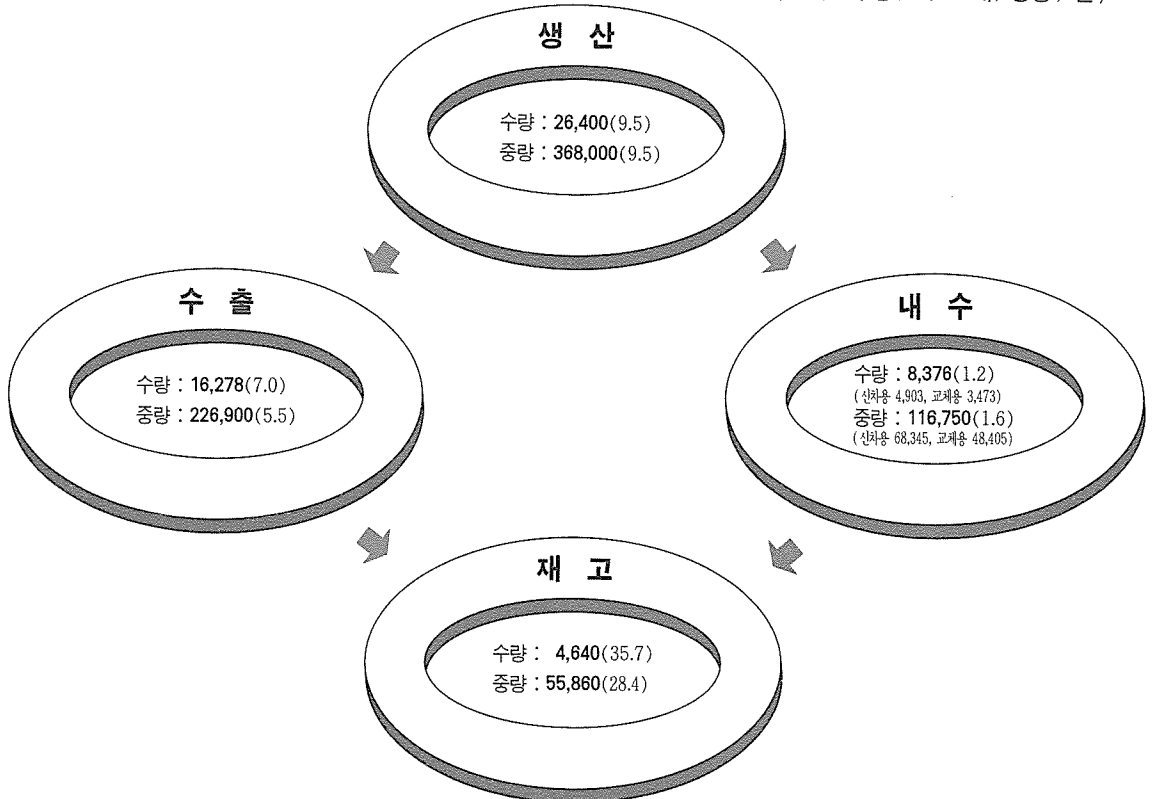 생 산
수량 : 26,400(9.5)
중량 : 368,000(9.5)
수 출
수량 : 16,278(7.0)
중량 : 226,900(5.5)
내 수
수량 : 8,376(1.2)
(신차용 4,903, 교체용 3,473)
중량 : 116,750(1.6)
(신차용 68,345, 교체용 48,405)
재 고
수량 : 4,640(35.7)
중량 : 55,860(28.4)